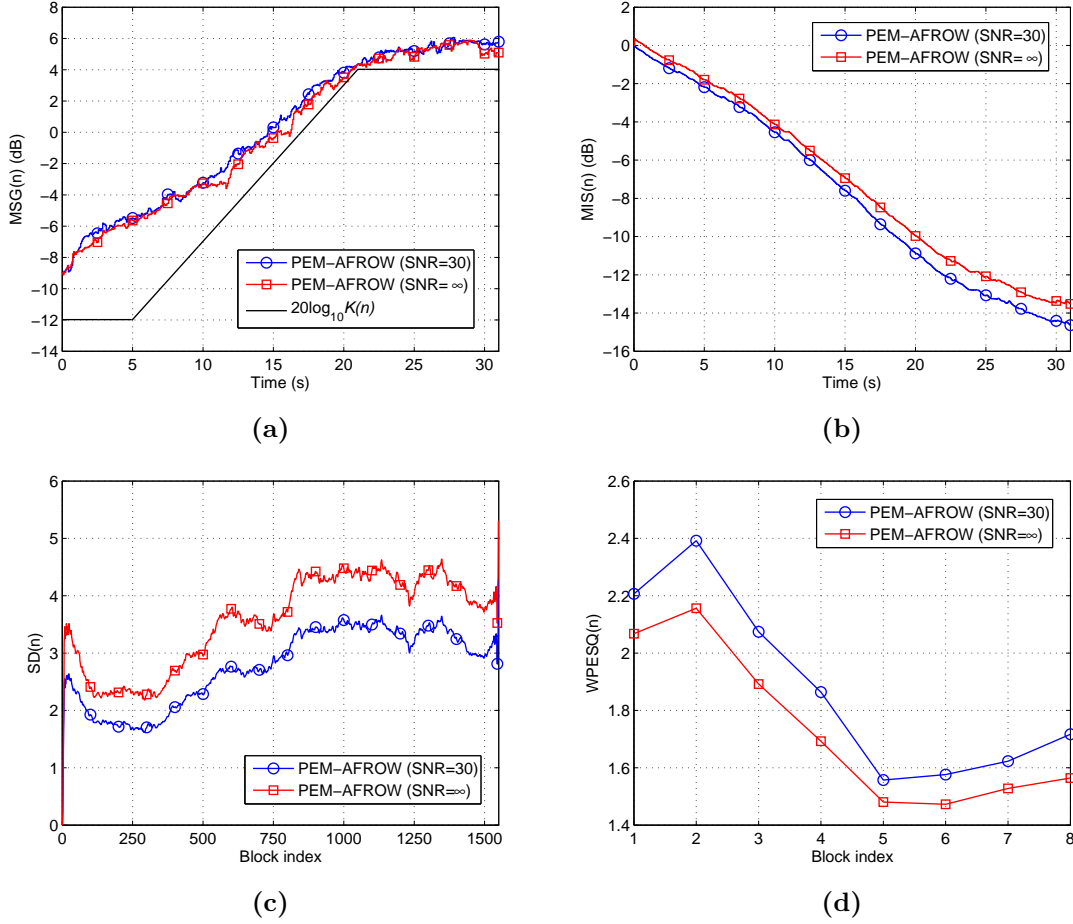 8
6
4
2
0
−2
−4
−6
−8
−10
−12
−14
MSG(n) (dB)
PEM−AFROW (SNR=30)
PEM−AFROW (SNR= ∞)
20log10K(n)
0 5 10 15 20 25 30
Time (s)
(a)
2
0
−2
−4
−6
−8
−10
−12
−14
−16
MIS(n) (dB)
PEM−AFROW (SNR=30)
PEM−AFROW (SNR= ∞)
0 5 10 15 20 25 30
Time (s)
(b)
6
5
4
3
2
1
0
SD(n)
PEM−AFROW (SNR=30)
PEM−AFROW (SNR=∞)
0 250 500 750 1000 1250 1500
Block index
(c)
2.6
2.4
2.2
2
1.8
1.6
1.4
WPESQ(n)
PEM−AFROW (SNR=30)
PEM−AFROW (SNR=∞)
1 2 3 4 5 6 7 8
Block index
(d)